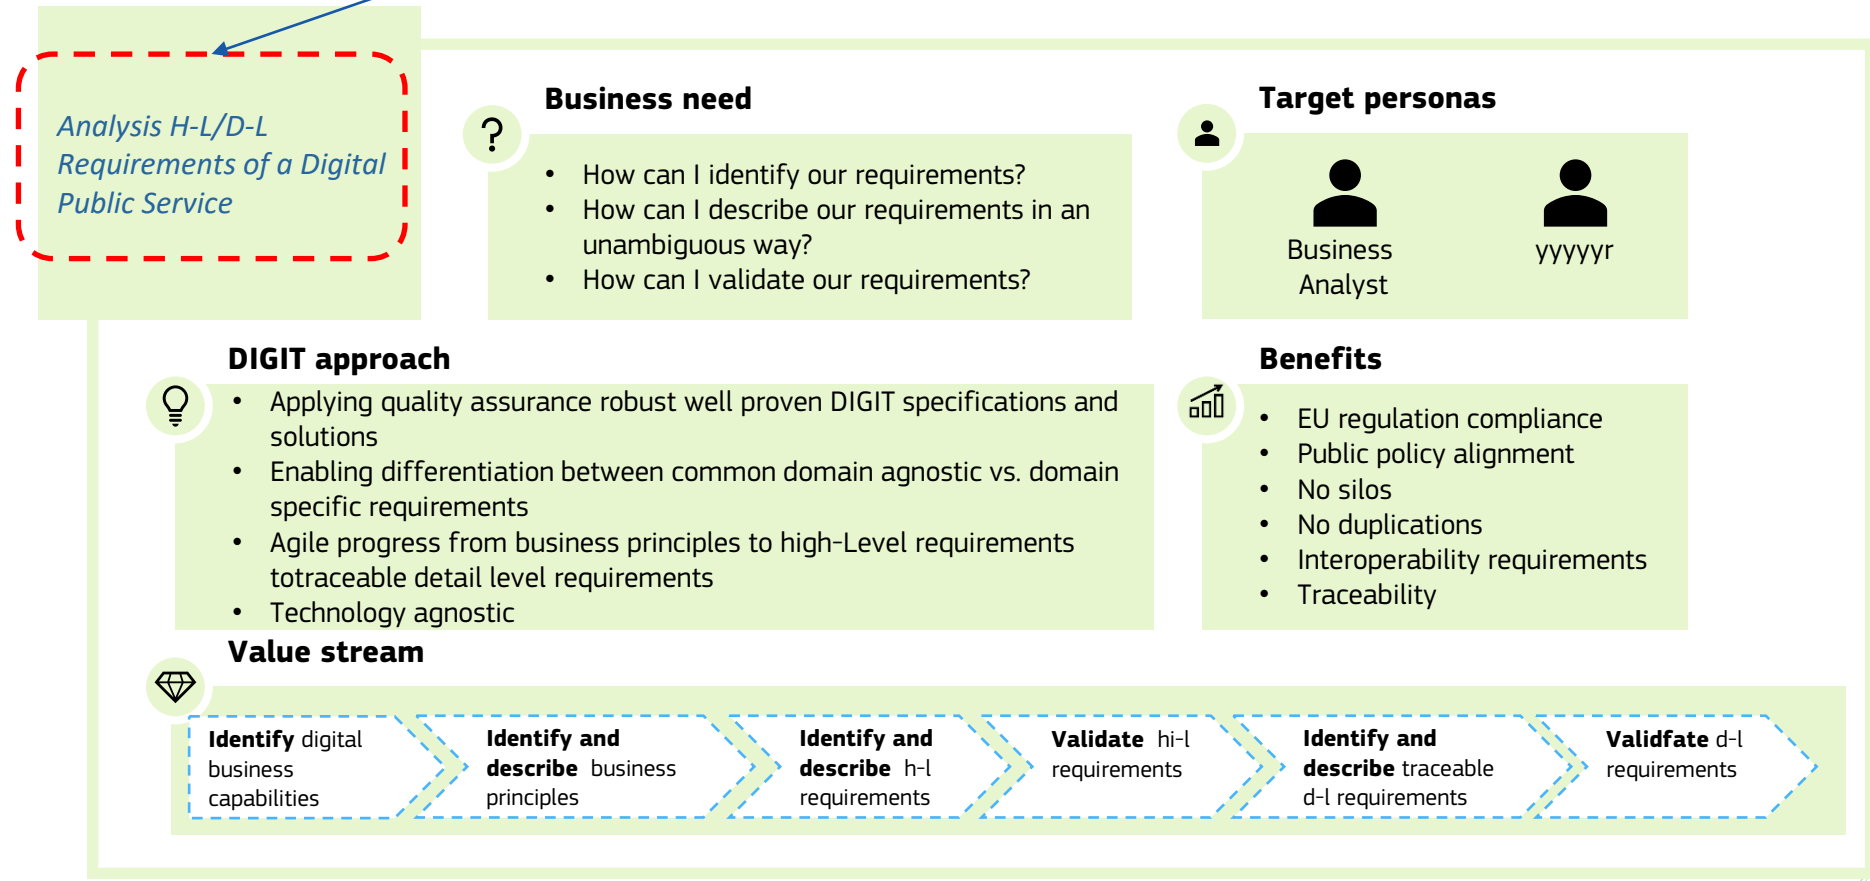 Analysis H-L/D-L
Requirements of a Digital
Public Service
Business need
• How can I identify our requirements?
• How can I describe our requirements in an
unambiguous way?
• How can I validate our requirements?
Target personas
Business
Analyst
yyyyyr
DIGIT approach
• Applying quality assurance robust well proven DIGIT specifications and
solutions
• Enabling differentiation between common domain agnostic vs. domain
specific requirements
• Agile progress from business principles to high-Level requirements
totraceable detail level requirements
• Technology agnostic
Benefits
• EU regulation compliance
• Public policy alignment
• No silos
• No duplications
• Interoperability requirements
• Traceability
Value stream
Identify digital
business
capabilities
Identify and
describe business
principles
Identify and
describe h-l
requirements
Validate hi-l
requirements
Identify and
describe traceable
d-l requirements
Validfate d-l
requirements